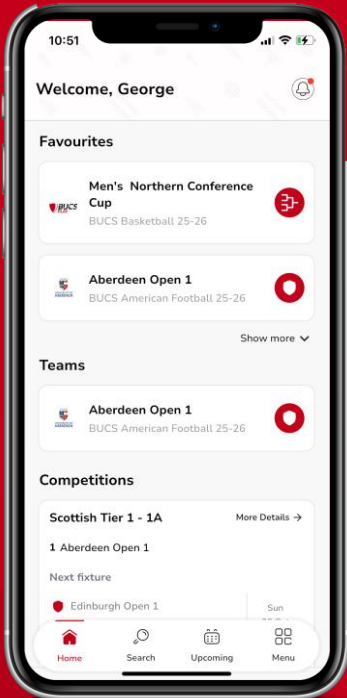 10:51
Welcome, George
Favourites
Men's Northern Conference
Cup
BUCS
BUCS Basketball 25-26
Aberdeen Open 1
BUCS American Football 25-26
Show more
Teams
Aberdeen Open 1
BUCS American Football 25-26
Competitions
Scottish Tier 1 - 1A
More Details →
1 Aberdeen Open 1
Next fixture
Edinburgh Open 1
Sun
Home
Search
Upcoming
Menu